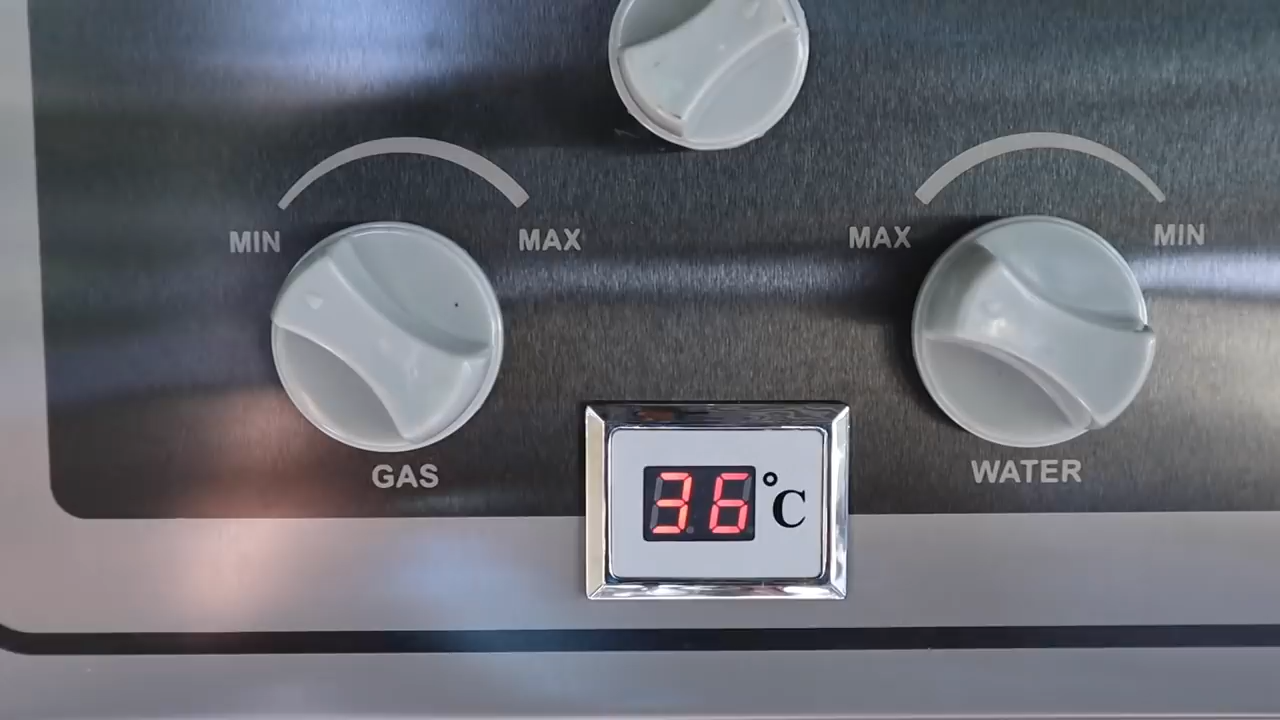 MIN MAX
MAX MIN
GAS
WATER
36 °C